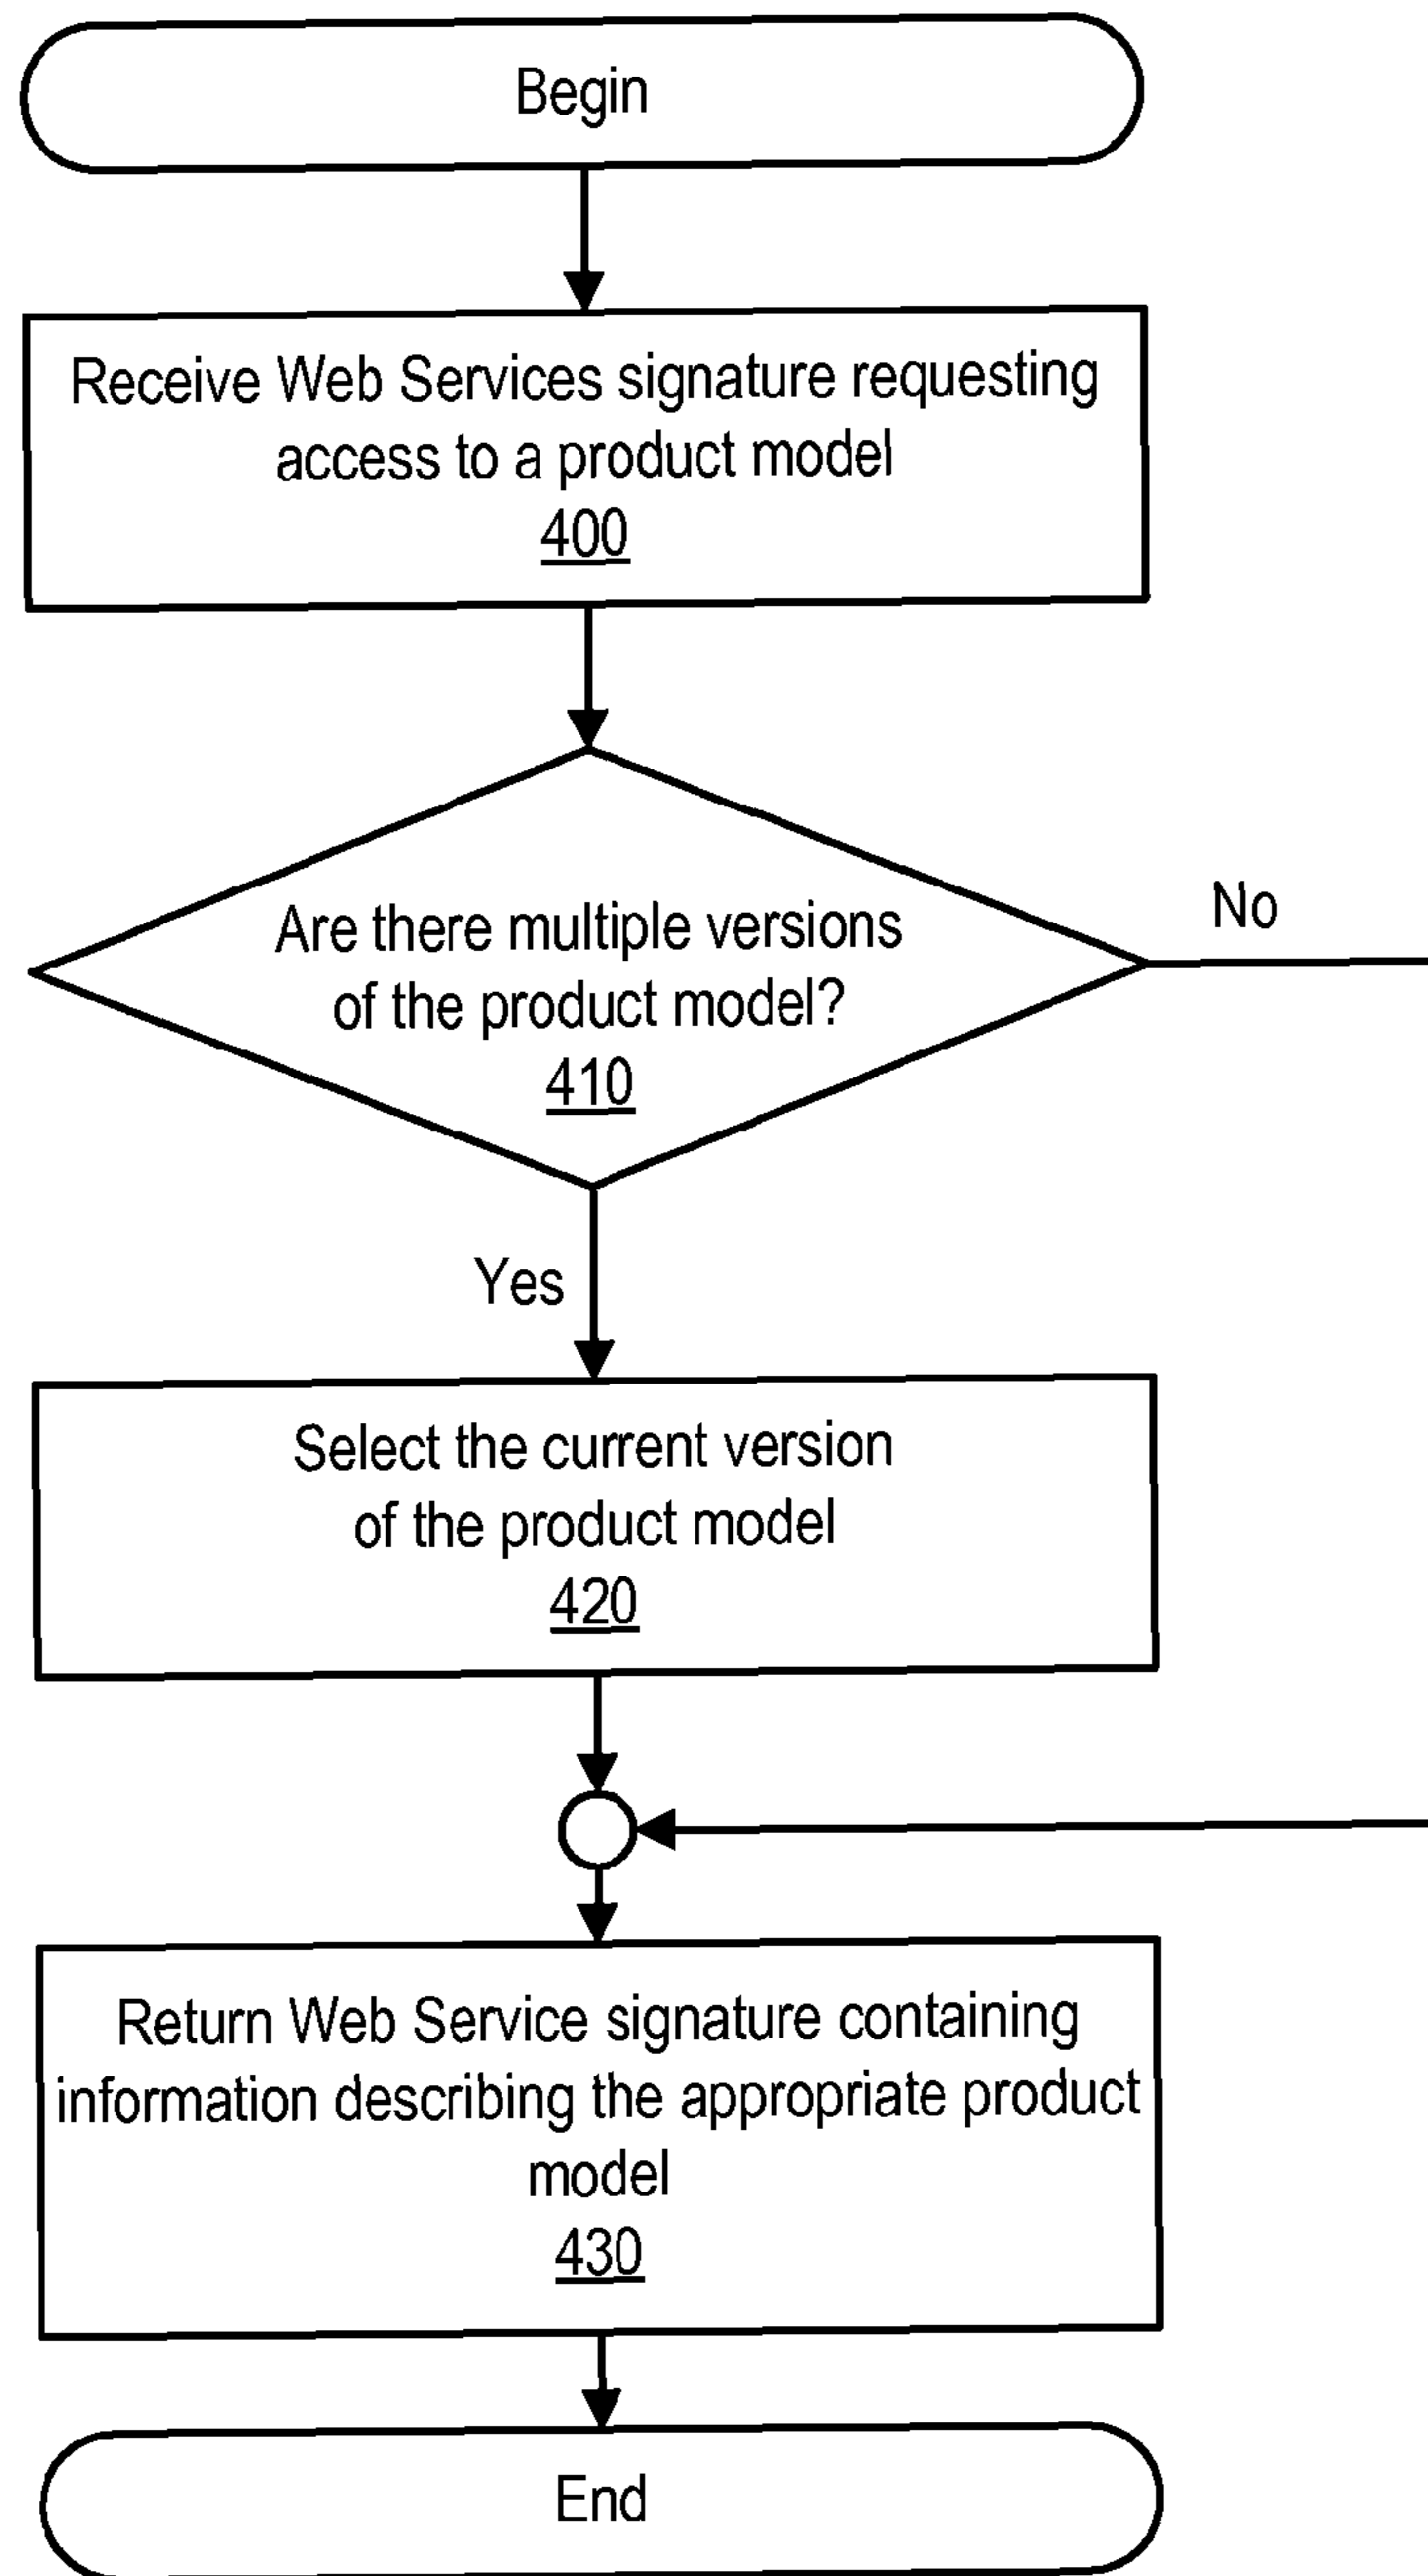 Begin
Receive Web Services signature requesting
access to a product model
400
Are there multiple versions
of the product model?
410
No
Yes
Select the current version
of the product model
420
Return Web Service signature containing
information describing the appropriate product
model
430
End